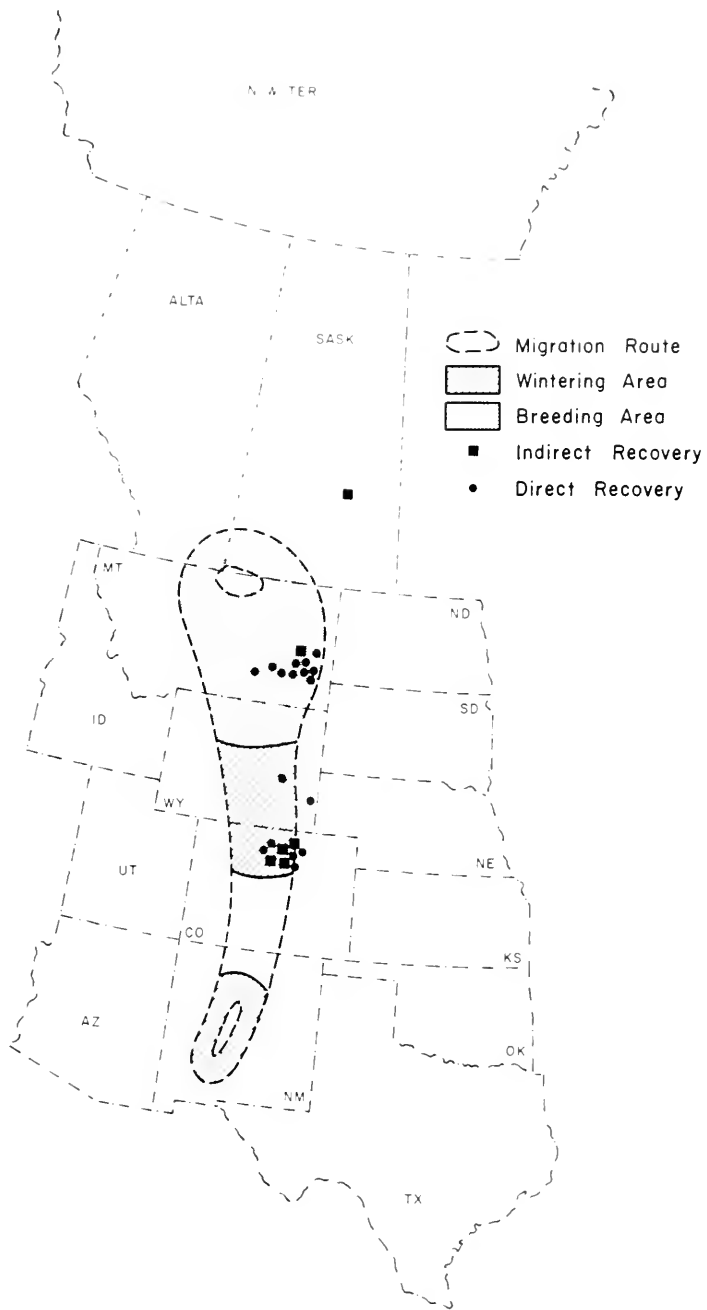 N W TER
ALTA
SASK
Migration Route
Wintering Area
Breeding Area
Indirect Recovery
Direct Recovery
MT
ND
SD
ID
WY
NE
UT
CO
KS
AZ
OK
NM
TX